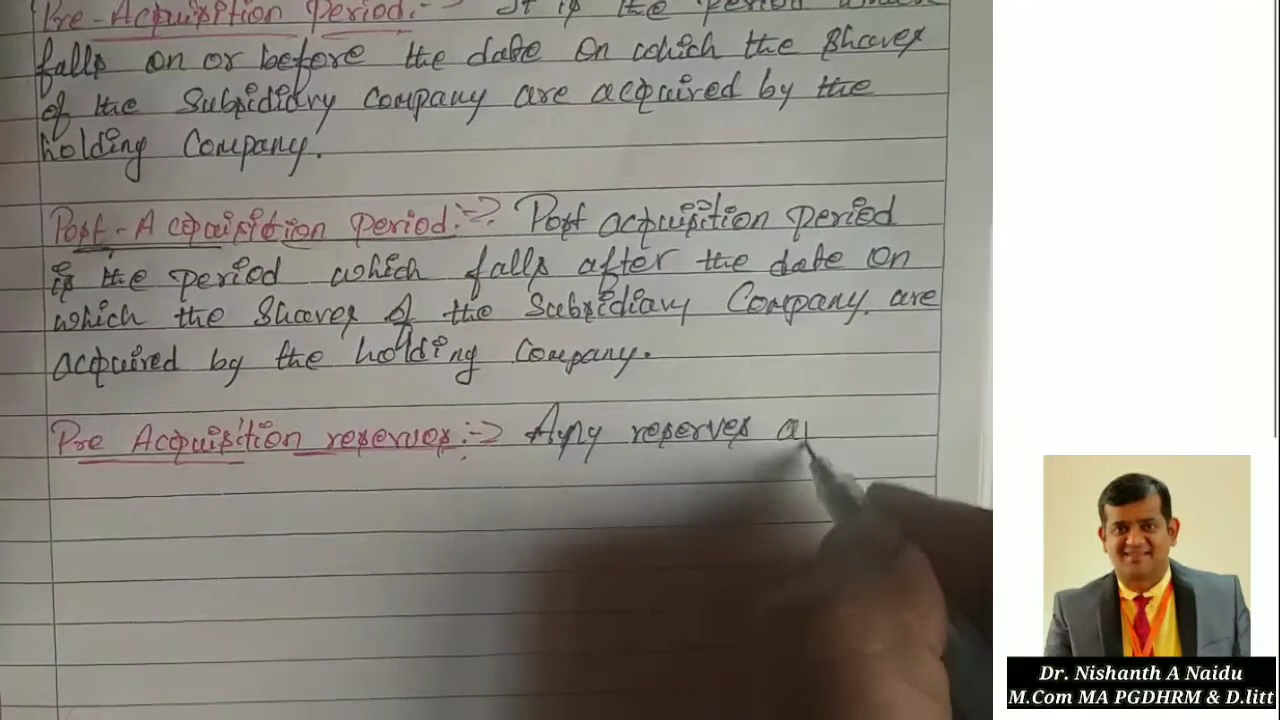 Pre-Acquisition Period:- It is the period which
falls on or before the date on which the shares
of the Subsidiary Company are acquired by the
holding Company.
Post-Acquisition period:-> Post acquisition period
is the period which falls after the date on
which the Shares of the Subsidiary Company are
acquired by the holding Company.
Pre Acquisition reserves:-> Any reserves a
Dr. Nishanth A Naidu
M.Com MA PGDHRM & D.litt